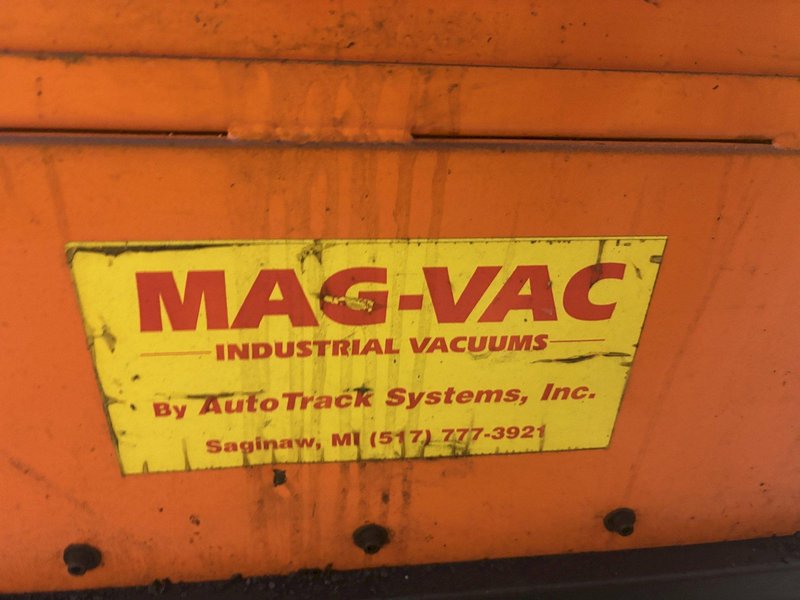 MAG-VAC
INDUSTRIAL VACUUMS
By AutoTrack Systems, Inc.
Saginaw, MI (517) 777-3921